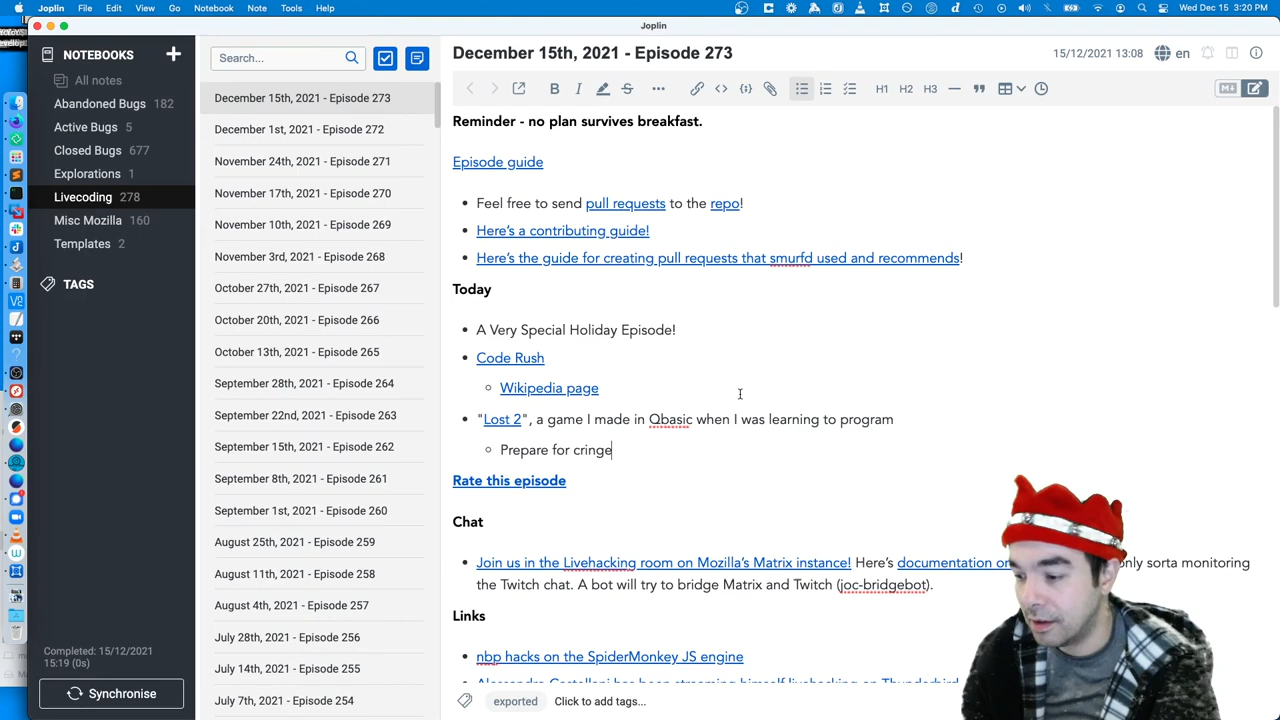 Joplin File Edit View Go Notebook Note Tools Help
Wed Dec 15 3:20 PM
Joplin
NOTEBOOKS
All notes
Abandoned Bugs 182
Active Bugs 5
Closed Bugs 677
Explorations 1
Livecoding 278
Misc Mozilla 160
Templates 2
TAGS
Completed: 15/12/2021
15:19 (0s)
Synchronise
Search...
December 15th, 2021 - Episode 273
December 1st, 2021 - Episode 272
November 24th, 2021 - Episode 271
November 17th, 2021 - Episode 270
November 10th, 2021 - Episode 269
November 3rd, 2021 - Episode 268
October 27th, 2021 - Episode 267
October 20th, 2021 - Episode 266
October 13th, 2021 - Episode 265
September 28th, 2021 - Episode 264
September 22nd, 2021 - Episode 263
September 15th, 2021 - Episode 262
September 8th, 2021 - Episode 261
September 1st, 2021 - Episode 260
August 25th, 2021 - Episode 259
August 11th, 2021 - Episode 258
August 4th, 2021 - Episode 257
July 28th, 2021 - Episode 256
July 14th, 2021 - Episode 255
July 7th, 2021 - Episode 254
December 15th, 2021 - Episode 273
15/12/2021 13:08 en
B I S H1 H2 H3
Reminder - no plan survives breakfast.
Episode guide
Feel free to send pull requests to the repo!
Here's a contributing guide!
Here's the guide for creating pull requests that smurfd used and recommends!
Today
A Very Special Holiday Episode!
Code Rush
Wikipedia page
"Lost 2", a game I made in Qbasic when I was learning to program
Prepare for cringe
Rate this episode
Chat
Join us in the Livehacking room on Mozilla's Matrix instance! Here's documentation only sorta monitoring
the Twitch chat. A bot will try to bridge Matrix and Twitch (joc-bridgebot).
Links
nbp hacks on the SpiderMonkey JS engine
Alessandro Castellani has been streaming himself livehacking on Thunderbird
exported Click to add tags...